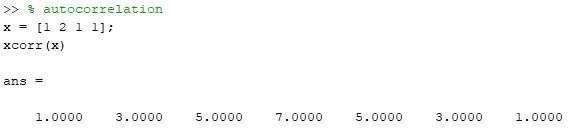 >> % autocorrelation
x = [1 2 1 1];
xcorr(x)
ans =
1.0000 3.0000 5.0000 7.0000 5.0000 3.0000 1.0000